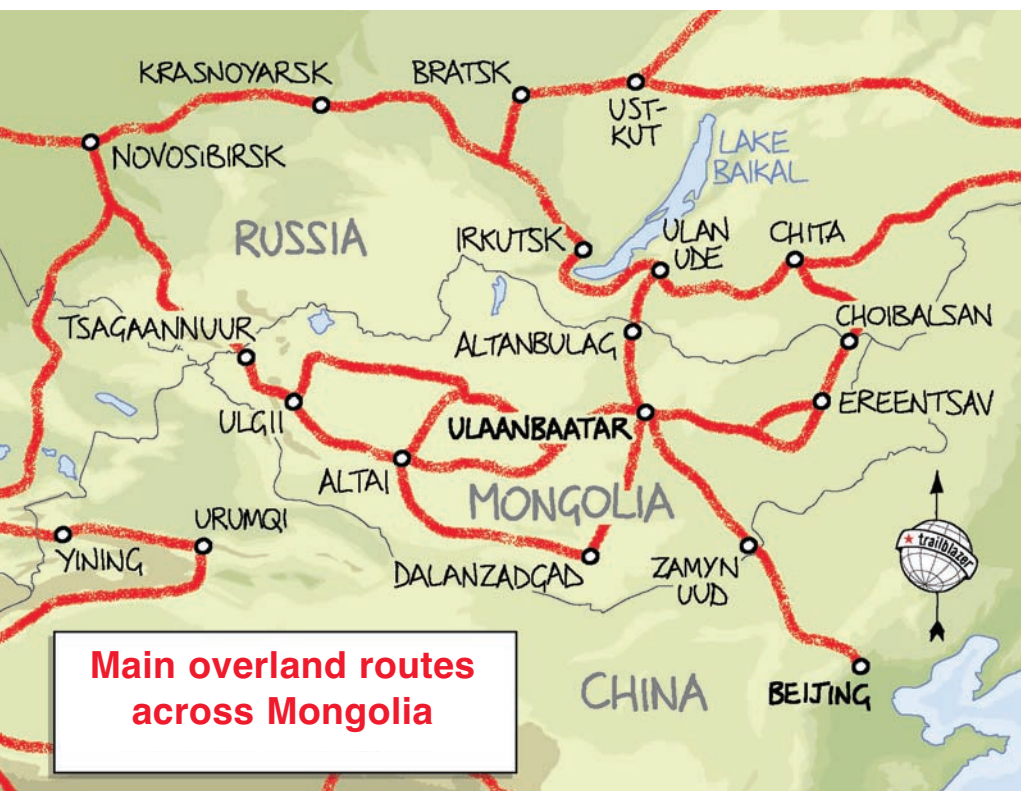 KRASNOYARSK
BRATSK
UST-
KUT
NOVOSIBIRSK
LAKE
BAIKAL
RUSSIA
IRKUTSK
ULAN
UDE
CHITA
TSAGAANNUUR
ALTANBULAG
CHOIBALSAN
ULGII
ULAANBAATAR
EREENTSAV
ALTAI
MONGOLIA
URUMQI
YINING
DALANZADGAD
ZAMYN
UUD
trailblazer
Main overland routes
across Mongolia
CHINA
BEIJING